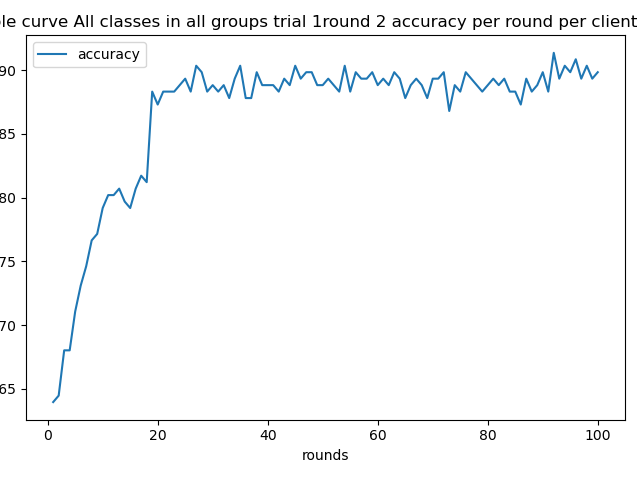 le curve All classes in all groups trial 1round 2 accuracy per round per client
accuracy
90
85
80
75
70
65
0 20 40 60 80 100
rounds